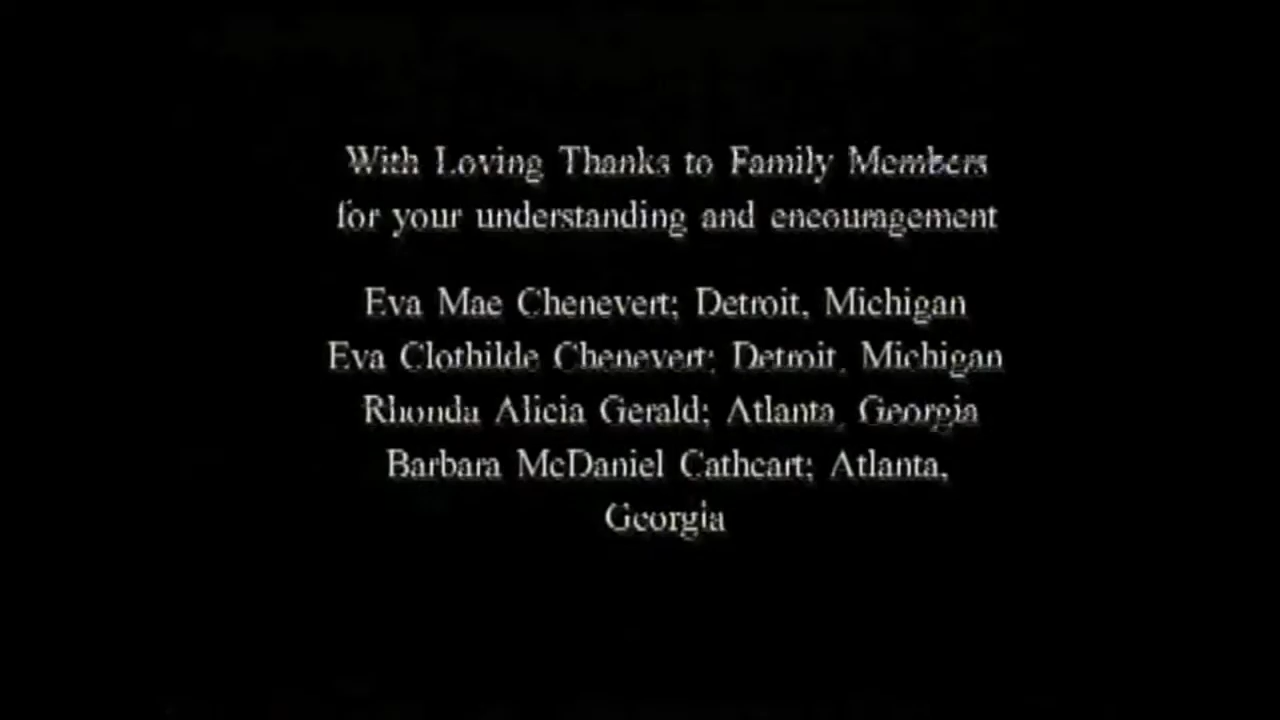 With Loving Thanks to Family Members
for your understanding and encouragement
Eva Mae Chenevert; Detroit, Michigan
Eva Clothilde Chenevert; Detroit, Michigan
Rhonda Alicia Gerald; Atlanta, Georgia
Barbara McDaniel Cathcart; Atlanta,
Georgia